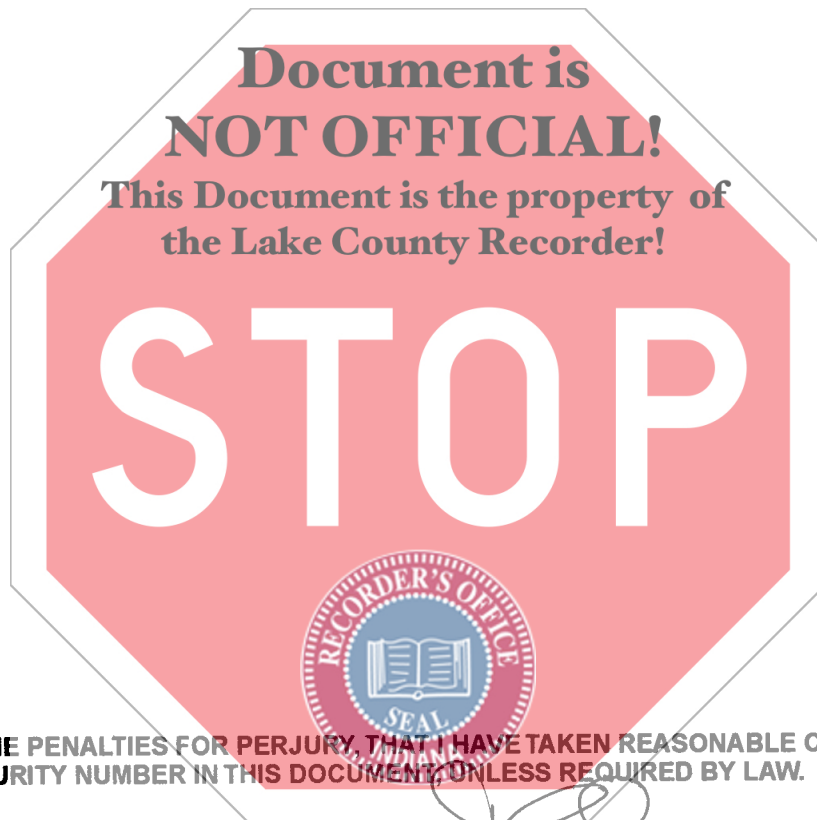 Document is
NOT OFFICIAL!
This Document is the property of
the Lake County Recorder!
STOP
RECORDER'S OFFICE
SEAL
INDIANA
PENALTIES FOR PERJURY, THAT I HAVE TAKEN REASONABLE
NUMBER IN THIS DOCUMENT, UNLESS REQUIRED BY LAW.